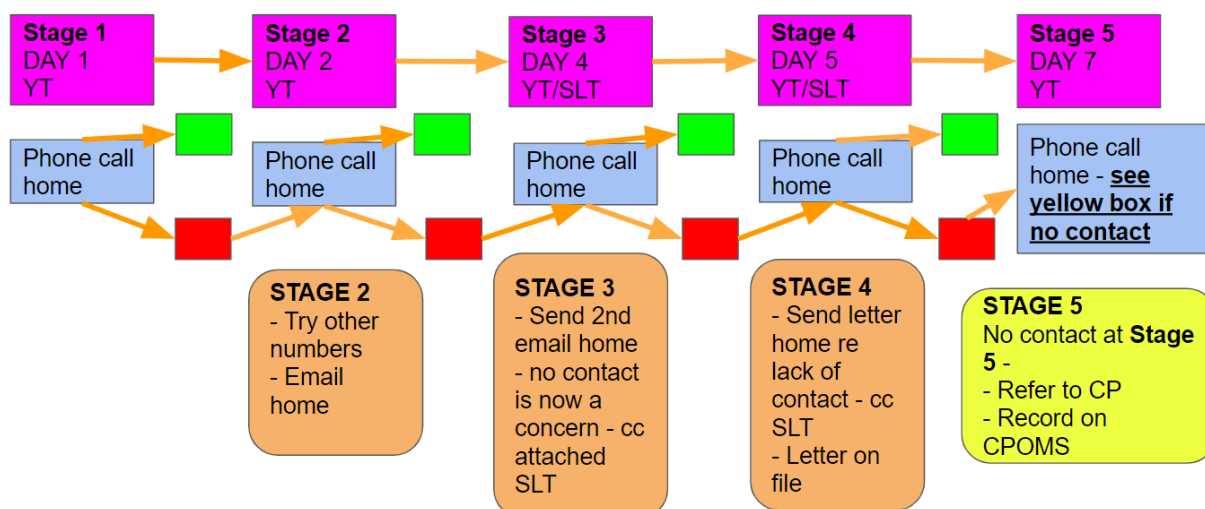 Stage 1
DAY 1
YT
Stage 2
DAY 2
YT
Stage 3
DAY 4
YT/SLT
Stage 4
DAY 5
YT/SLT
Stage 5
DAY 7
YT
Phone call
home
Phone call
home
Phone call
home
Phone call
home
Phone call
home - see
yellow box if
no contact
STAGE 2
- Try other
numbers
- Email
home
STAGE 3
- Send 2nd
email home
- no contact
is now a
concern - cc
attached
SLT
STAGE 4
- Send letter
home re
lack of
contact - cc
SLT
- Letter on
file
STAGE 5
No contact at Stage
5 -
- Refer to CP
- Record on
CPOMS